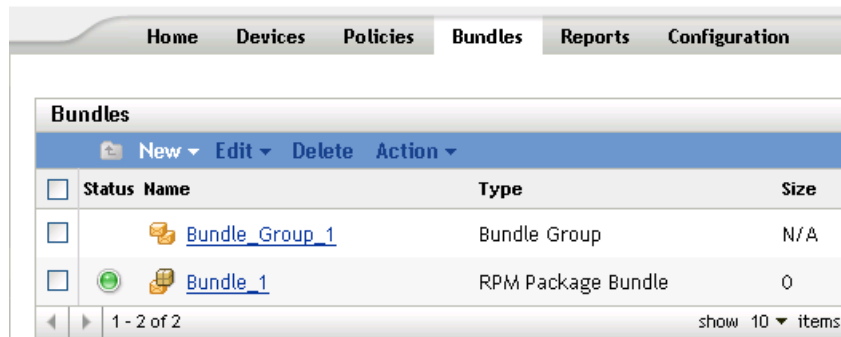 Home Devices Policies Bundles Reports Configuration
Bundles
New Edit Delete Action
Status Name Type Size
Bundle_Group_1 Bundle Group N/A
Bundle_1 RPM Package Bundle 0
1 - 2 of 2 show 10 items